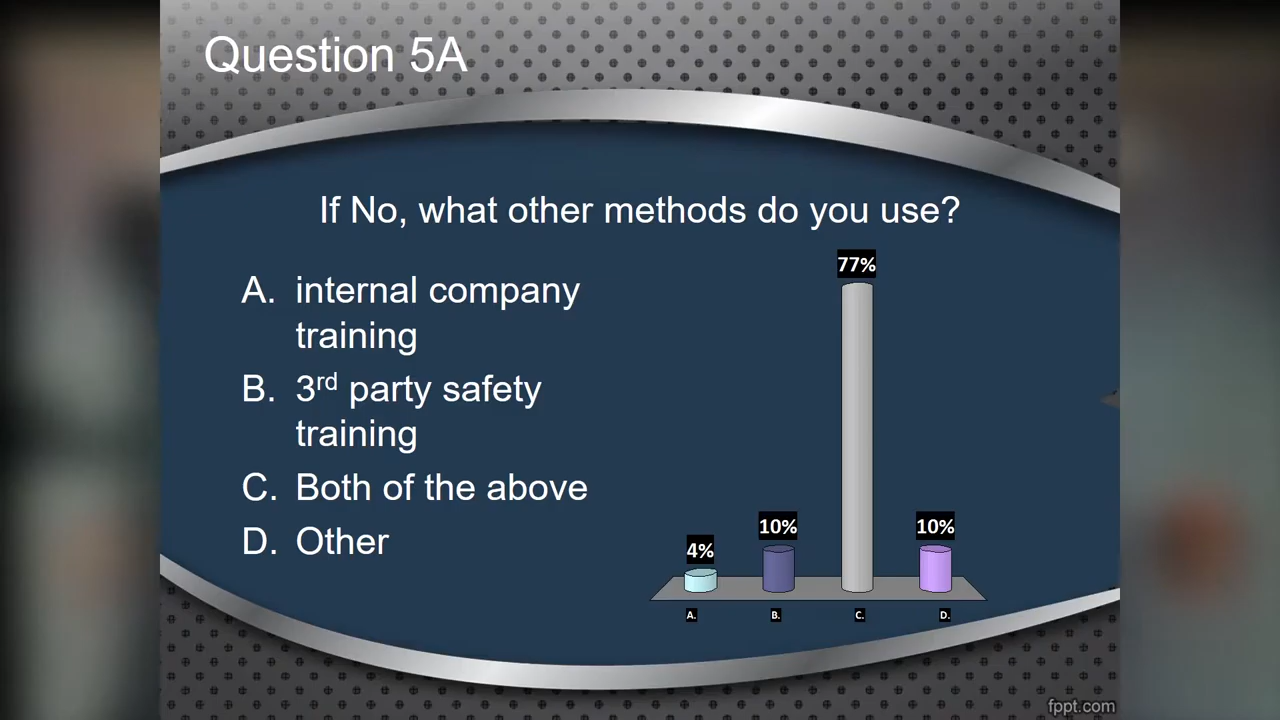 Question 5A
If No, what other methods do you use?
A. internal company
training
B. 3rd party safety
training
C. Both of the above
D. Other
77%
10%
10%
4%
A.
B.
C.
D.
fppt.com